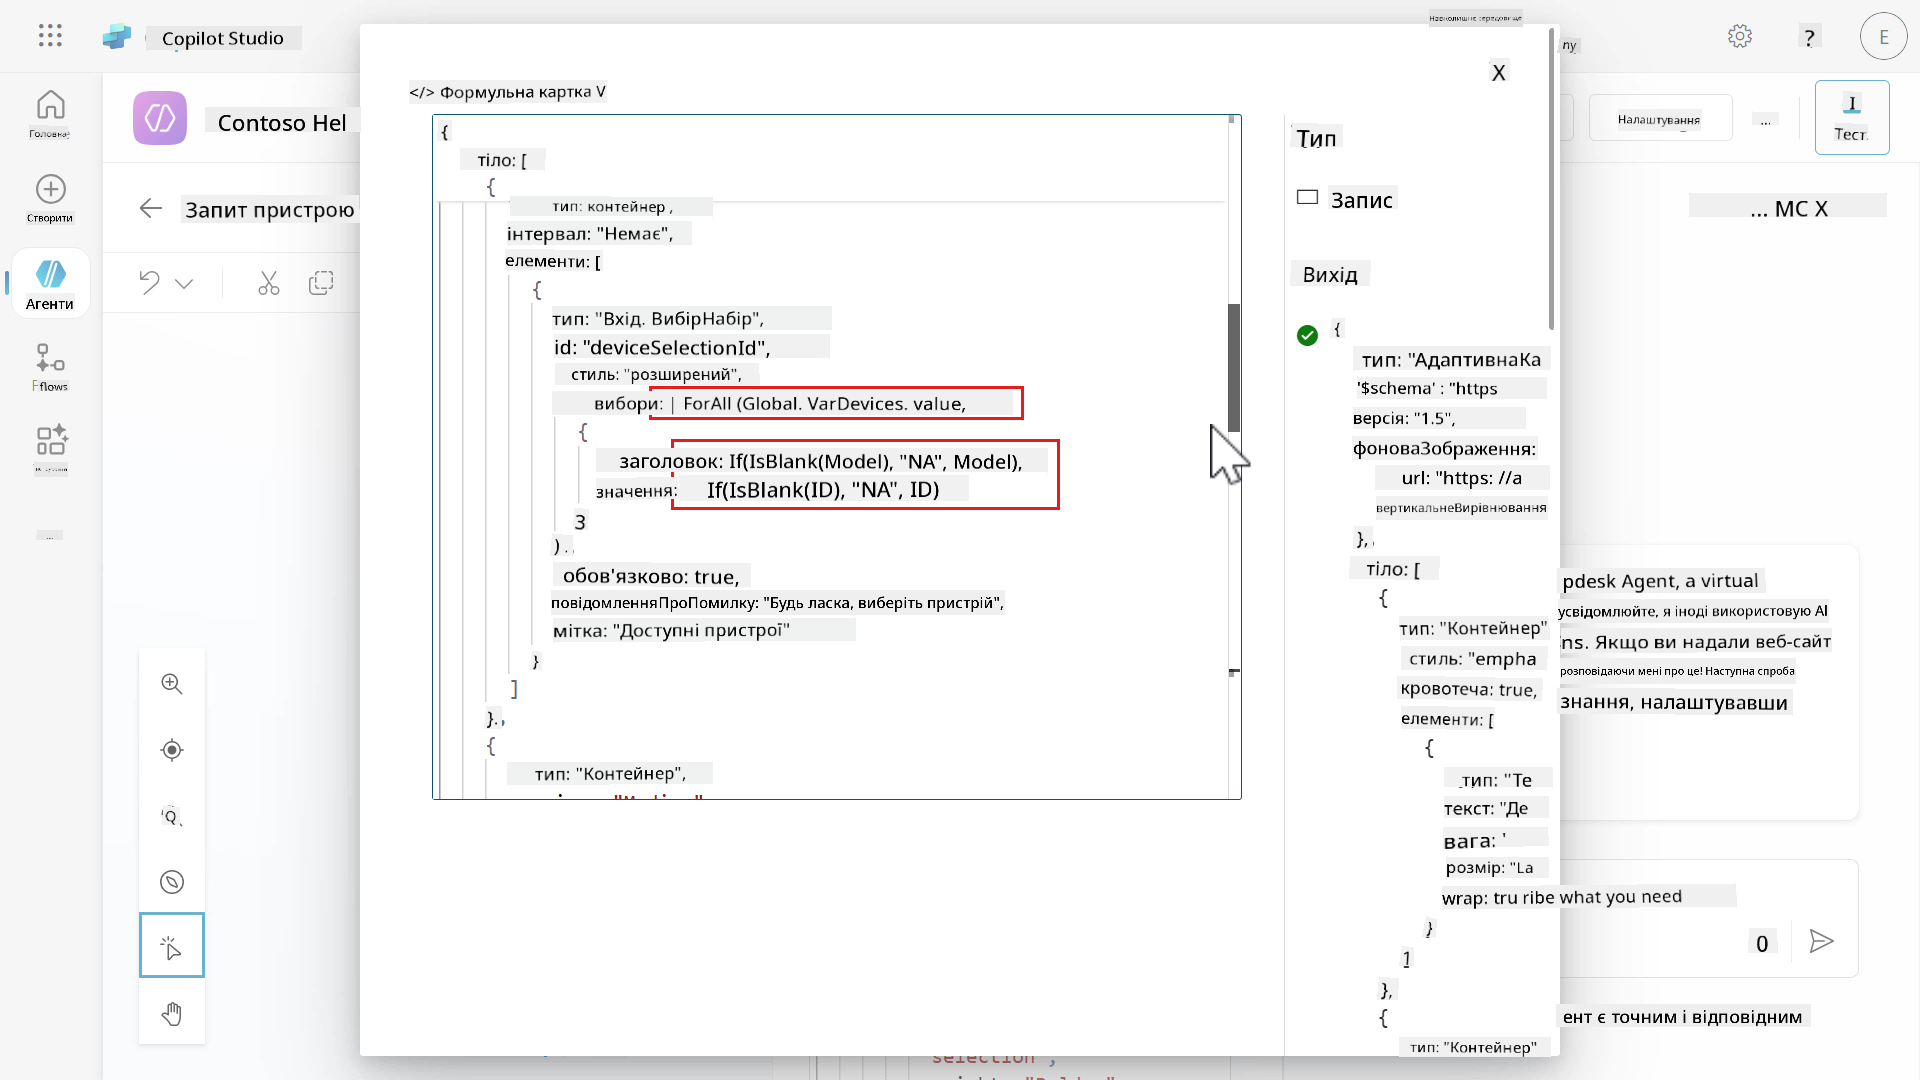 Copilot Studio
Навколишнє середовище
ny
?
E
Головна
Створити
Агенти
flows
...
Contoso Hel
Запит пристрою
Налаштування
...
Тест
... MC X
X
</> Формульна картка V
{
тіло: [
{
тип: контейнер ,
інтервал: "Немає",
елементи: [
{
тип: "Вхід. ВибірНабір",
id: "deviceSelectionId",
стиль: "розширений",
вибори: | ForAll (Global. VarDevices. value,
{
заголовок: If(IsBlank(Model), "NA", Model),
значення: If(IsBlank(ID), "NA", ID)
3
) .
обов'язково: true,
повідомленняПроПомилку: "Будь ласка, виберіть пристрій",
мітка: "Доступні пристрої"
}
]
}.,
{
тип: "Контейнер",
Тип
Запис
Вихід
{
тип: "АдаптивнаКа
'$schema' : "https
версія: "1.5",
фоноваЗображення:
url: "https: //a
вертикальнеВирівнювання
},
тіло: [
{
тип: "Контейнер"
стиль: "empha
кровотеча: true,
елементи: [
{
тип: "Те
текст: "Де
вага: '
розмір: "La
wrap: tru ribe what you need
}
1
},
{
тип: "Контейнер"
pdesk Agent, a virtual
усвідомлюйте, я іноді використовую AI
ns. Якщо ви надали веб-сайт
розповідаючи мені про це! Наступна спроба
знання, налаштувавши
0
ент є точним і відповідним
selection ,